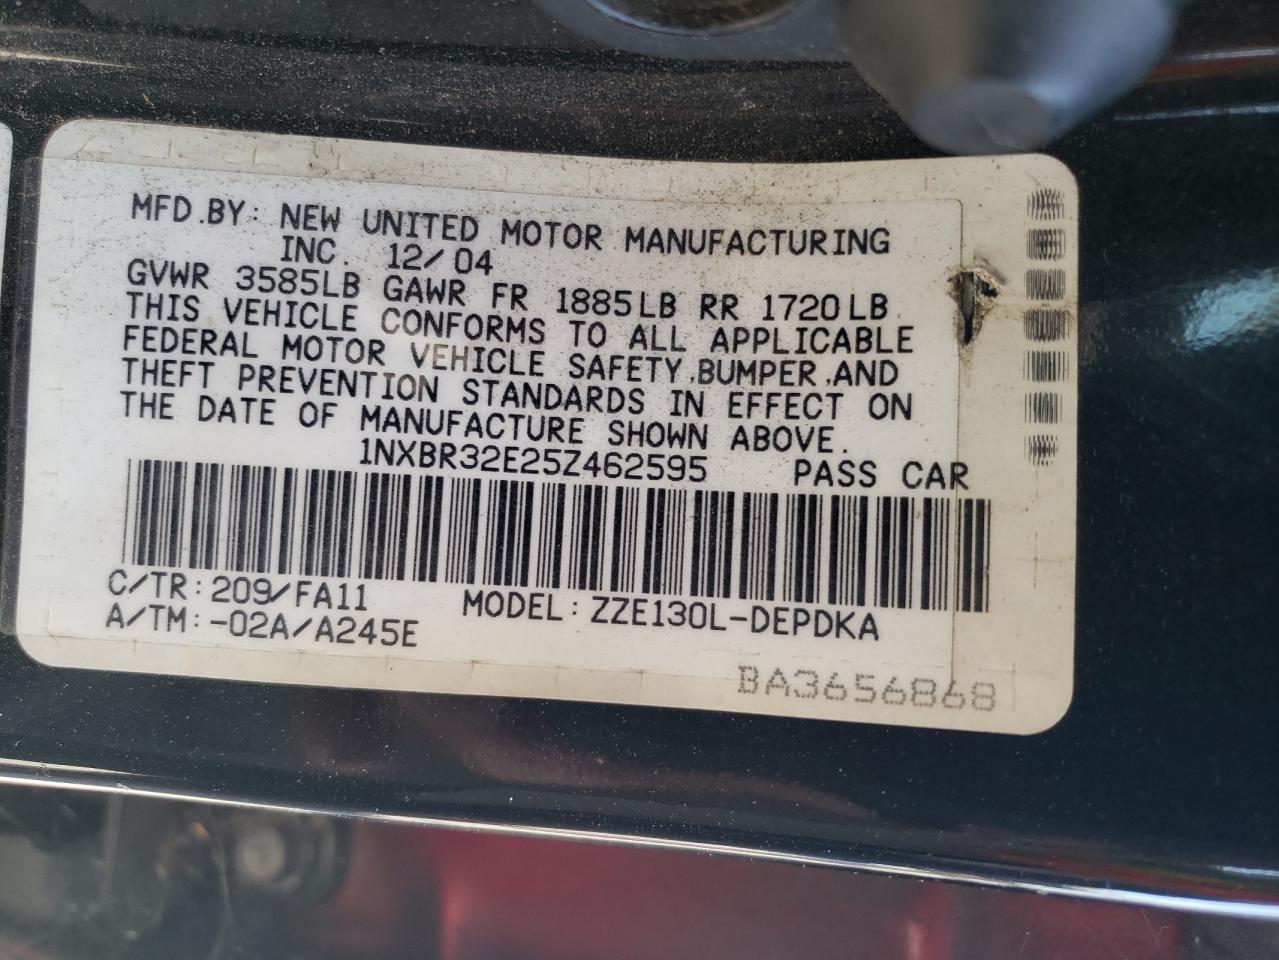 MFD.BY: NEW UNITED MOTOR MANUFACTURING
INC. 12/04
GVWR 3585LB GAWR FR 1885LB RR 1720LB
THIS VEHICLE CONFORMS TO ALL APPLICABLE
FEDERAL MOTOR VEHICLE SAFETY,BUMPER,AND
THEFT PREVENTION STANDARDS IN EFFECT ON
THE DATE OF MANUFACTURE SHOWN ABOVE.
1NXBR32E25Z462595 PASS CAR
C/TR:209/FA11 MODEL:ZZE130L-DEPDKA
A/TM:-02A/A245E
BA3656868